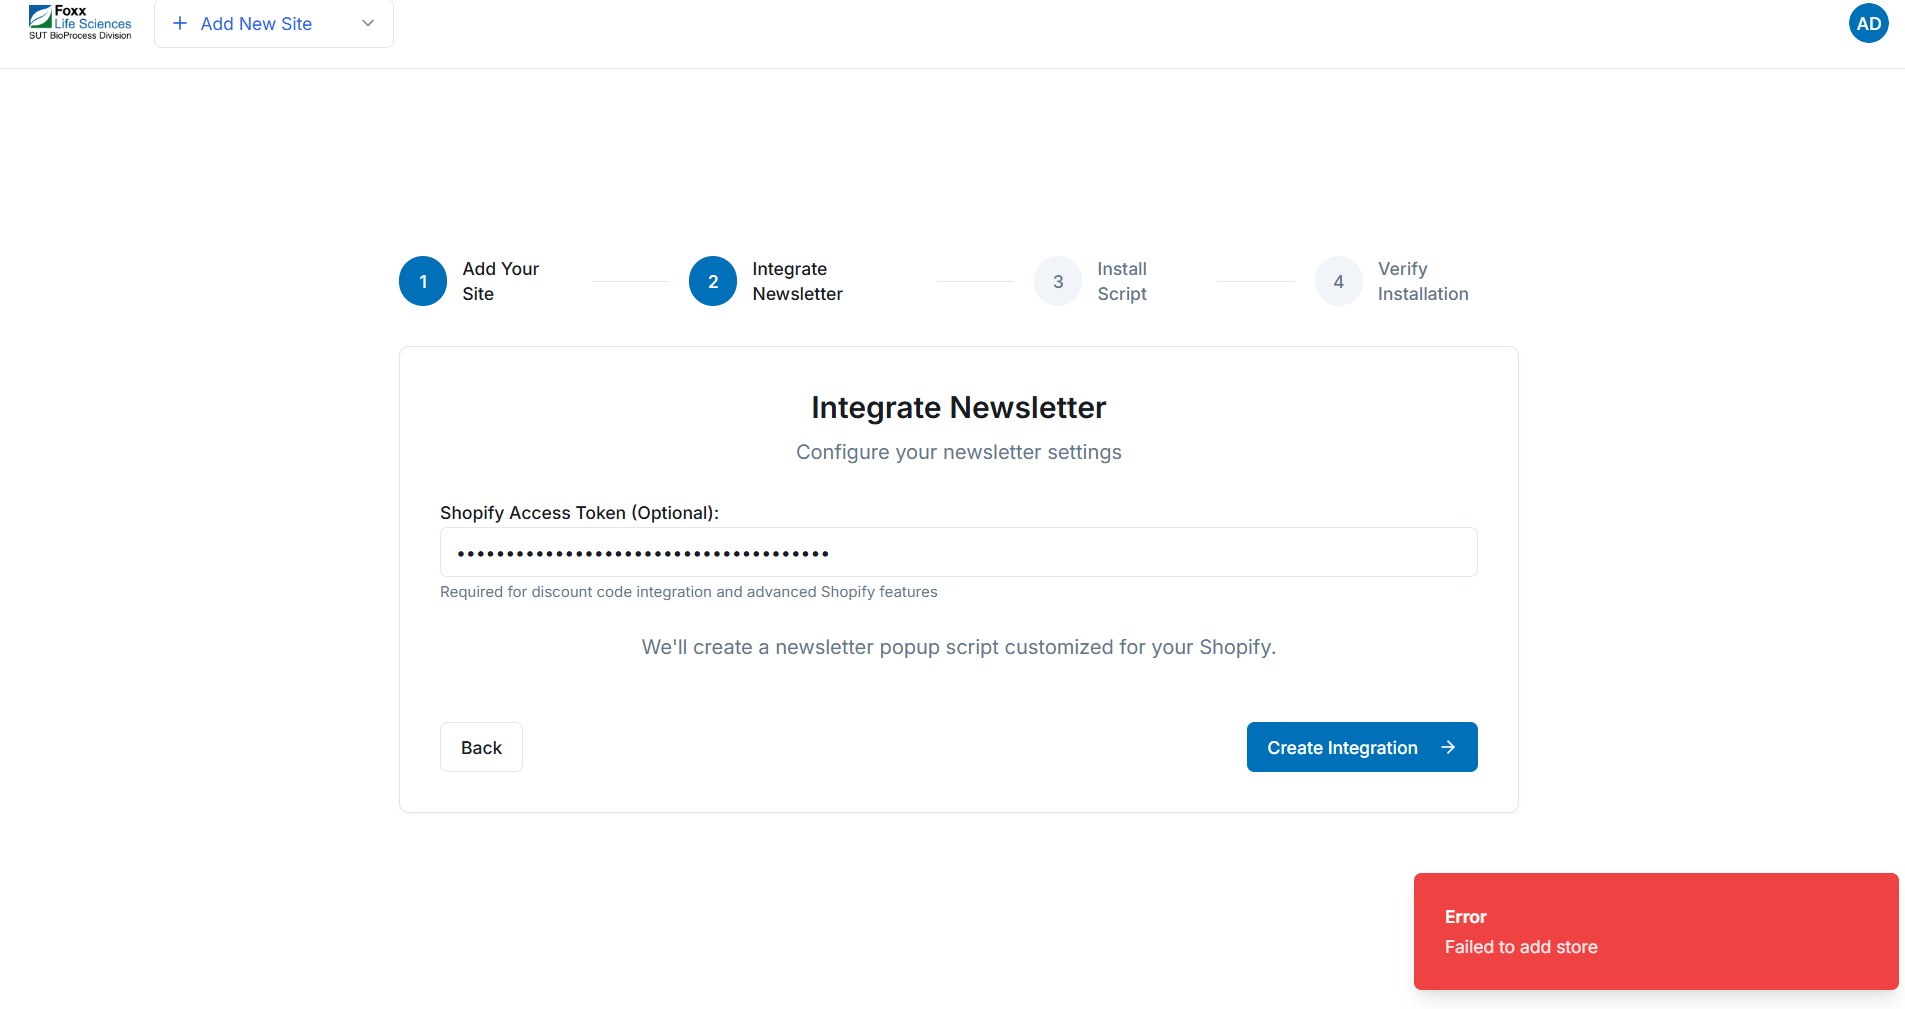 Foxx
Life Sciences
SUT BioProcess Division
Add New Site
AD
1
Add Your
Site
2
Integrate
Newsletter
3
Install
Script
4
Verify
Installation
Integrate Newsletter
Configure your newsletter settings
Shopify Access Token (Optional):
••••••••••••••••••••••••••••••••••••••
Required for discount code integration and advanced Shopify features
We'll create a newsletter popup script customized for your Shopify.
Back
Create Integration
Error
Failed to add store